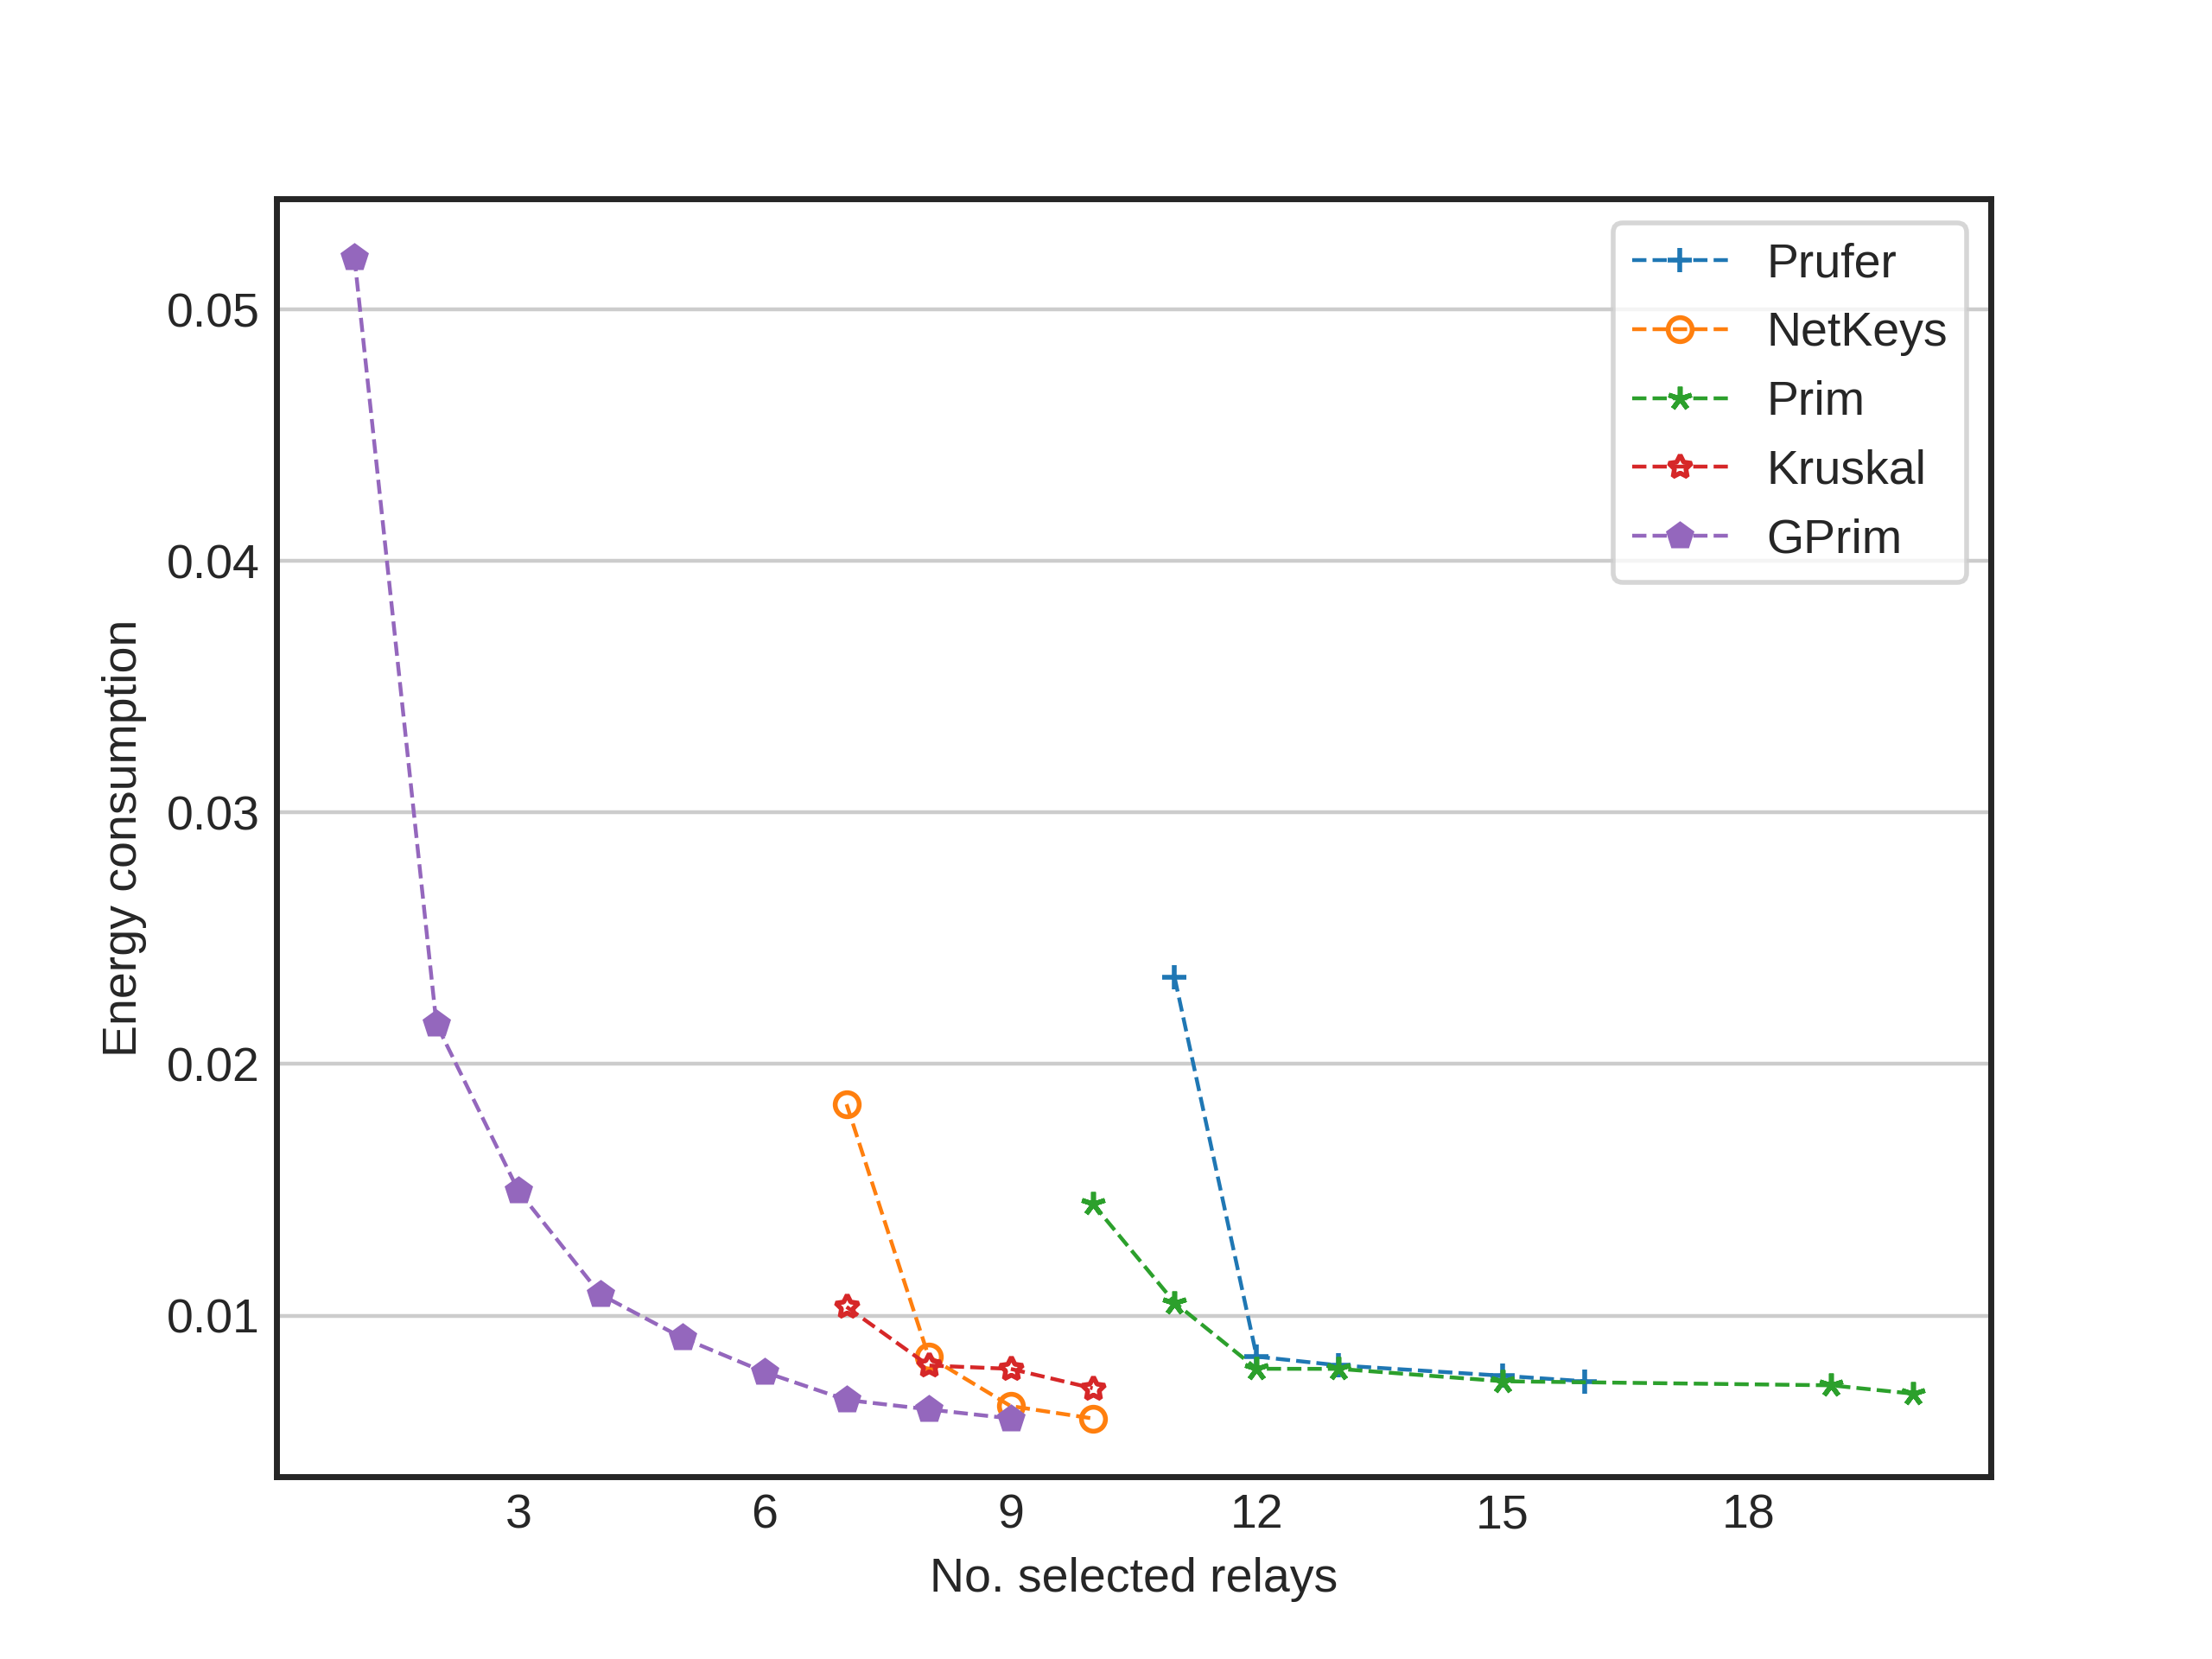 Prufer
NetKeys
Prim
Kruskal
GPrim
0.05
0.04
0.03
0.02
0.01
Energy consumption
3 6 9 12 15 18
No. selected relays